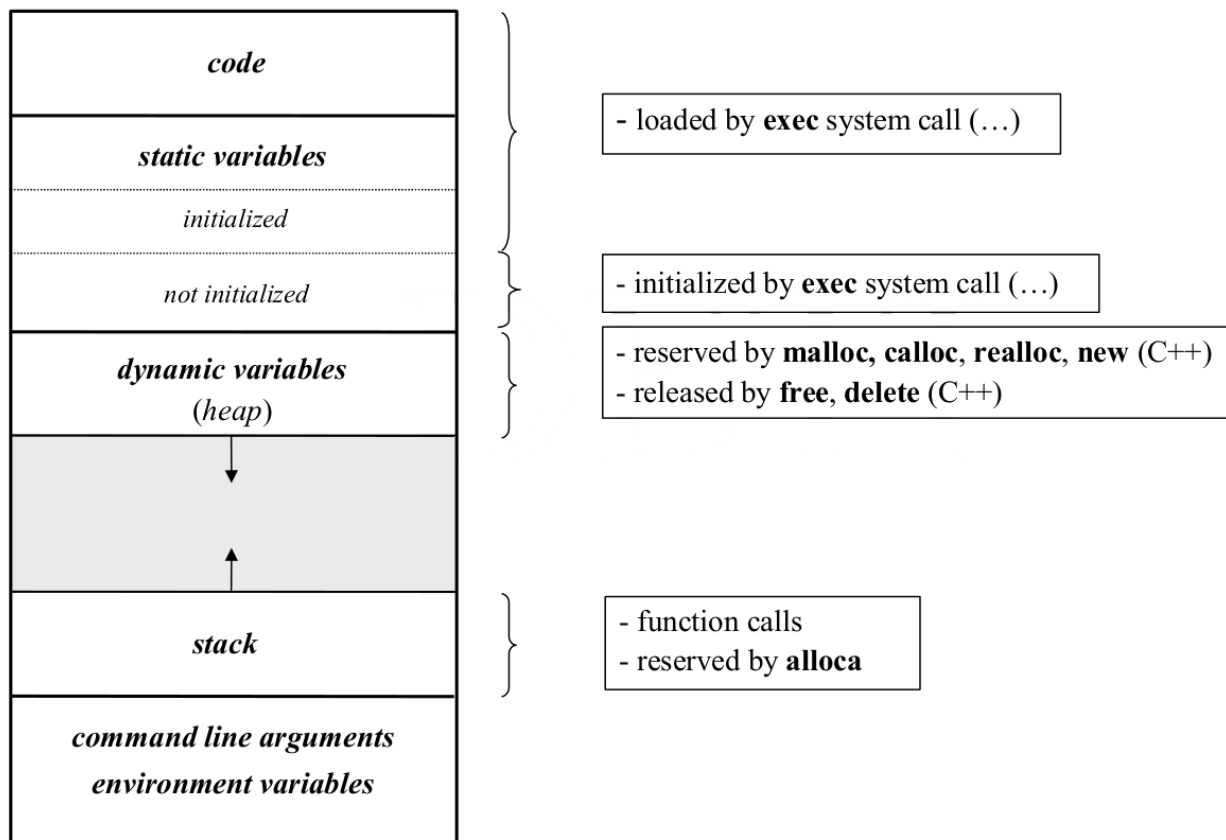 code
- loaded by exec system call (…)
static variables
initialized
not initialized
- initialized by exec system call (…)
dynamic variables
(heap)
- reserved by malloc, calloc, realloc, new (C++)
- released by free, delete (C++)
stack
- function calls
- reserved by alloca
command line arguments
environment variables